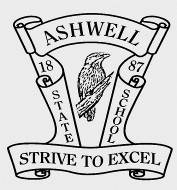 ASHWELL
18 87
STATE
SCHOOL
STRIVE TO EXCEL